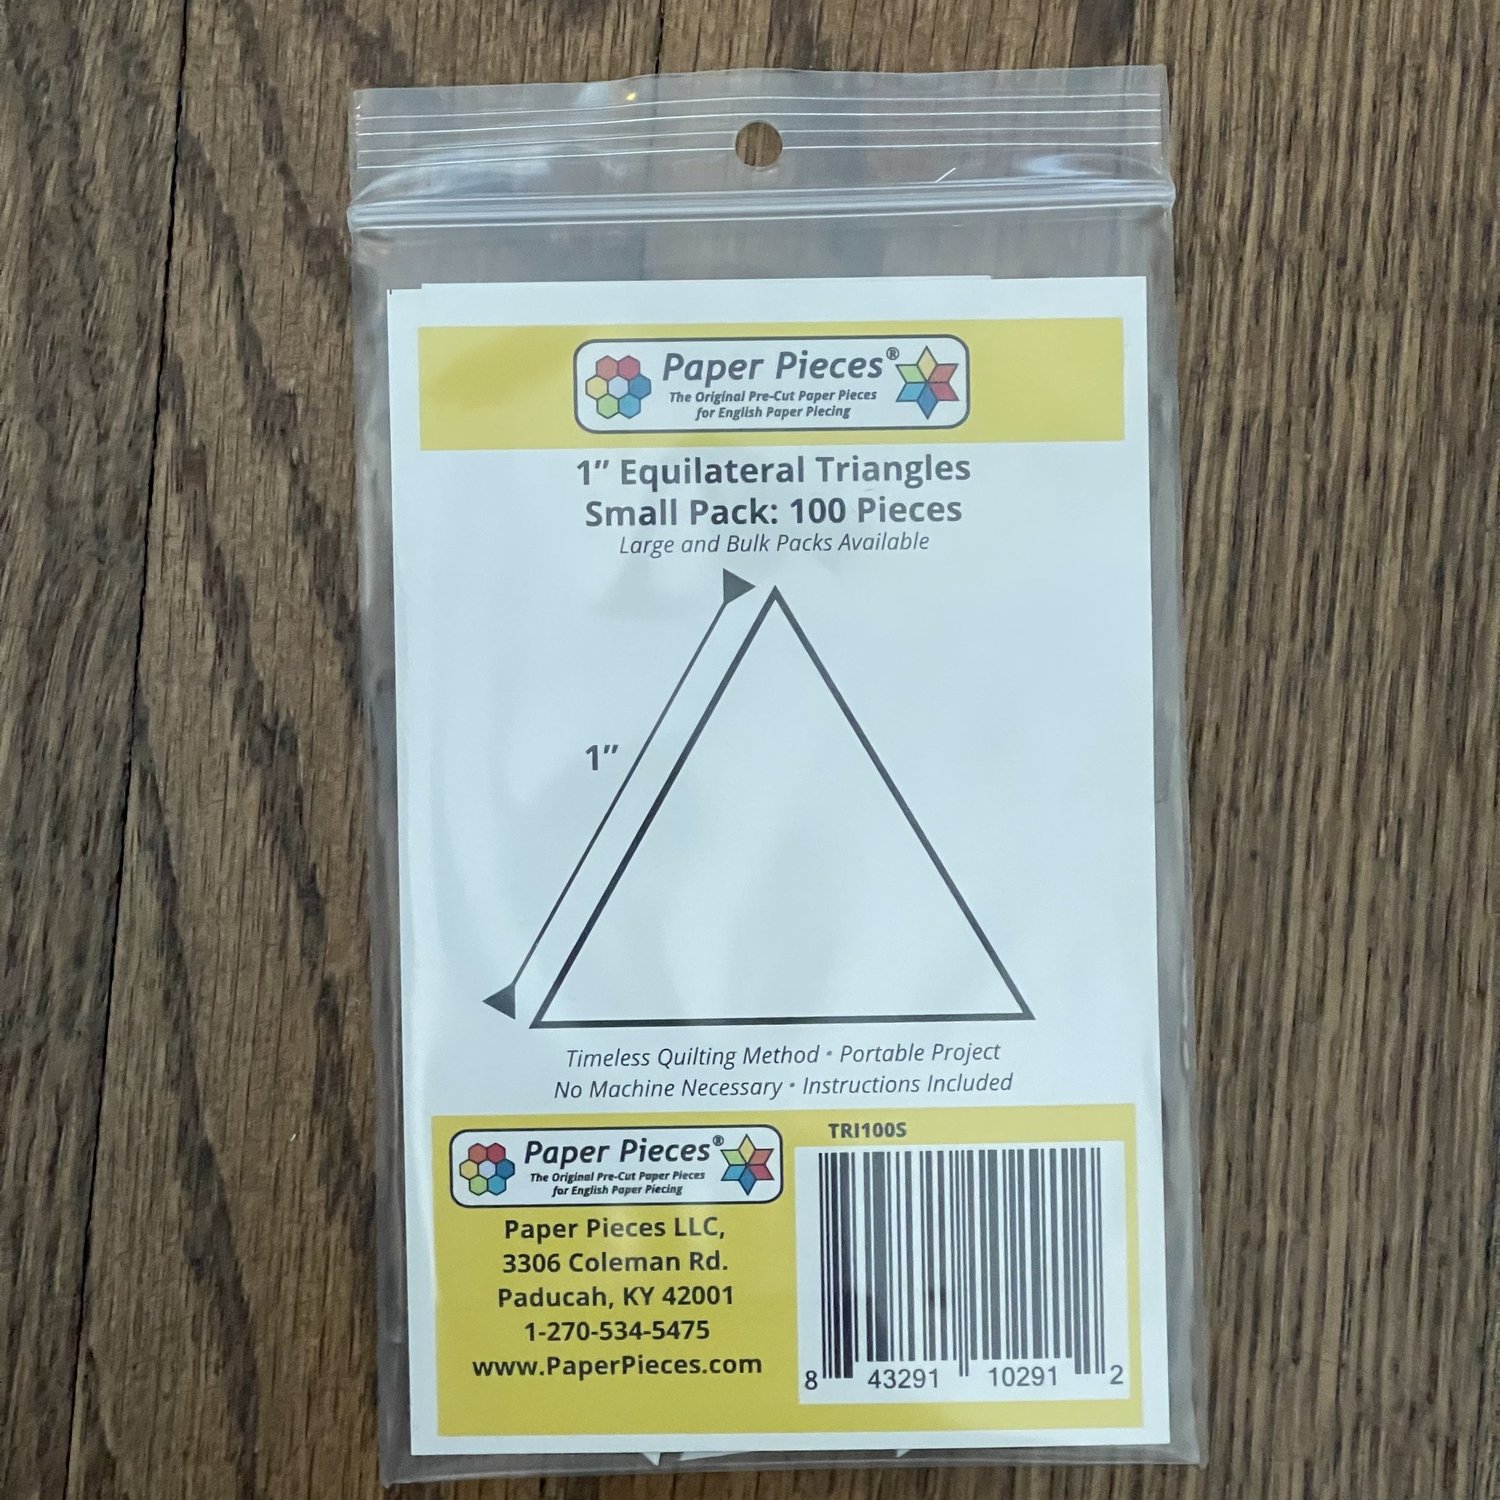 Paper Pieces®
The Original Pre-Cut Paper Pieces
for English Paper Piecing
1” Equilateral Triangles
Small Pack: 100 Pieces
Large and Bulk Packs Available
1”
Timeless Quilting Method • Portable Project
No Machine Necessary • Instructions Included
Paper Pieces®
The Original Pre-Cut Paper Pieces
for English Paper Piecing
Paper Pieces LLC,
3306 Coleman Rd.
Paducah, KY 42001
1-270-534-5475
www.PaperPieces.com
TRI100S
8 43291 10291 2